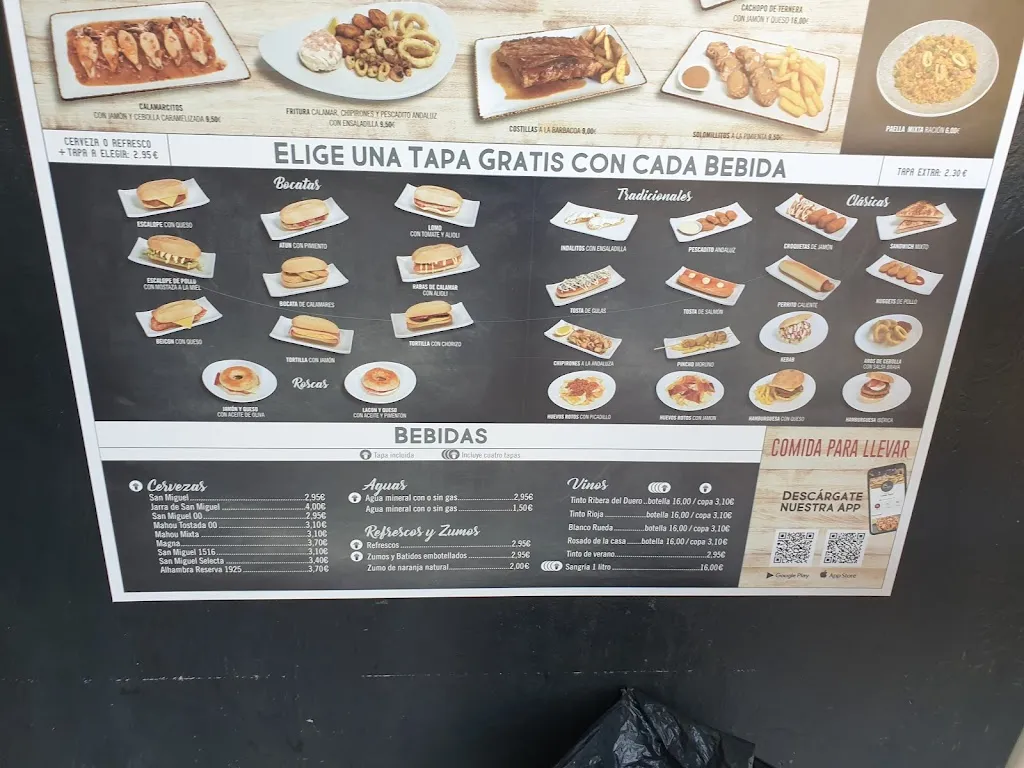 CACHOPO DE TERNERA
CON JAMÓN Y QUESO 16,00€
CALAMARCITOS
CON JAMÓN Y CEBOLLA CARAMELIZADA 9,50€
FRITURA CALAMAR, CHIPIRONES Y PESCADITO ANDALUZ
CON ENSALADILLA 9,50€
COSTILLAS A LA BARBACOA 9,00€
SOLOMILLITOS A LA PIMIENTA 9,50€
PAELLA MIXTA RACIÓN 6,00€
CERVEZA O REFRESCO
+TAPA A ELEGIR: 2.95€
ELIGE UNA TAPA GRATIS CON CADA BEBIDA
TAPA EXTRA: 2.30€
Bocatas
ESCALOPE CON QUESO
ATÚN CON PIMIENTO
LOMO
CON TOMATE Y ALIOLI
ESCALOPE DE POLLO
CON MOSTAZA A LA MIEL
BOCATA DE CALAMARES
RABAS DE CALAMAR
CON ALIOLI
BEICON CON QUESO
TORTILLA CON JAMÓN
TORTILLA CON CHORIZO
Roscas
JAMÓN Y QUESO
CON ACEITE DE OLIVA
LACÓN Y QUESO
CON ACEITE Y PIMENTÓN
Tradicionales
INDALITOS CON ENSALADILLA
PESCADITO ANDALUZ
TOSTA DE GULAS
TOSTA DE SALMÓN
CHIPIRONES A LA ANDALUZA
PINCHO MORUNO
HUEVOS ROTOS CON PICADILLO
HUEVOS ROTOS CON JAMÓN
Clásicas
CROQUETAS DE JAMÓN
SANDWICH MIXTO
PERRITO CALIENTE
NUGGETS DE POLLO
KEBAB
AROS DE CEBOLLA
CON SALSA BRAVA
HAMBURGUESA CON QUESO
HAMBURGUESA IBÉRICA
BEBIDAS
Tapa incluida
Incluye cuatro tapas
Cervezas
San Miguel 2,95€
Jarra de San Miguel 4,00€
San Miguel 00 2,95€
Mahou Tostada 00 3,10€
Mahou Mixta 3,10€
Magna 3,70€
San Miguel 1516 3,10€
San Miguel Selecta 3,40€
Alhambra Reserva 1925 3,70€
Aguas
Agua mineral con o sin gas 2,95€
Agua mineral con o sin gas 1,50€
Refrescos y Zumos
Refrescos 2,95€
Zumos y Batidos embotellados 2,95€
Zumo de naranja natural 2,00€
Vinos
Tinto Ribera del Duero botella 16,00 / copa 3,10€
Tinto Rioja botella 16,00 / copa 3,10€
Blanco Rueda botella 16,00 / copa 3,10€
Rosado de la casa botella 16,00 / copa 3,10€
Tinto de verano 2,95€
Sangría 1 litro 16,00€
COMIDA PARA LLEVAR
DESCÁRGATE
NUESTRA APP
Google Play
App Store